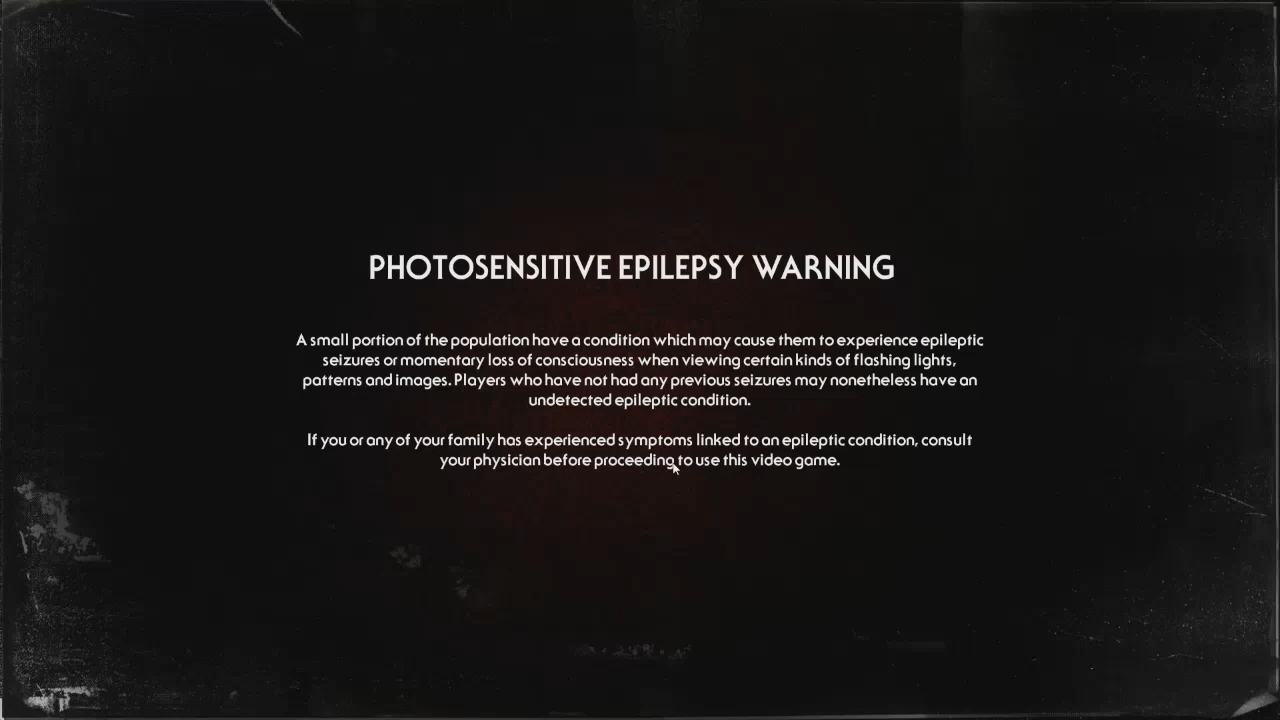 PHOTOSENSITIVE EPILEPSY WARNING
A small portion of the population have a condition which may cause them to experience epileptic
seizures or momentary loss of consciousness when viewing certain kinds of flashing lights,
patterns and images. Players who have not had any previous seizures may nonetheless have an
undetected epileptic condition.
If you or any of your family has experienced symptoms linked to an epileptic condition, consult
your physician before proceeding to use this video game.